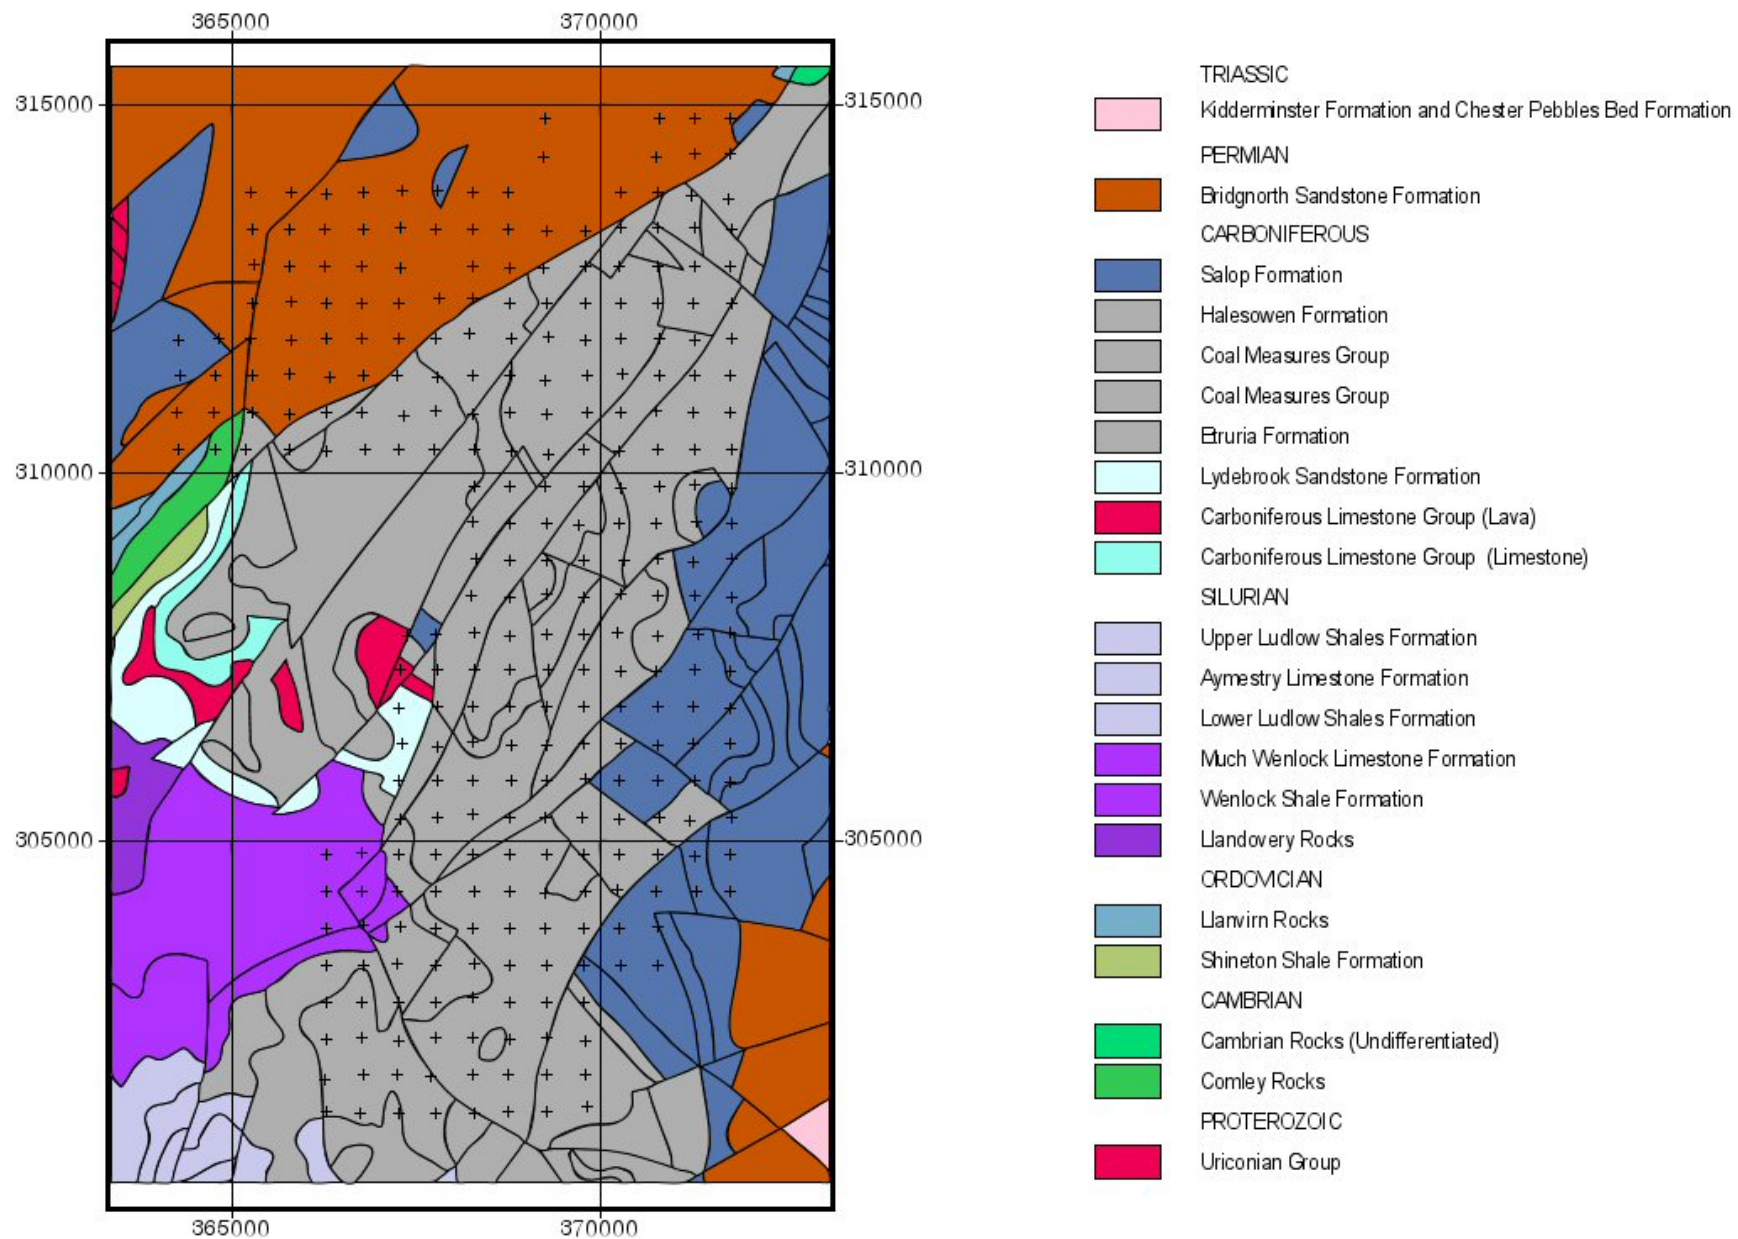 365000 370000
315000 315000
310000 310000
305000 305000
365000 370000
TRIASSIC
Kidderminster Formation and Chester Pebbles Bed Formation
PERMIAN
Bridgnorth Sandstone Formation
CARBONIFEROUS
Salop Formation
Halesowen Formation
Coal Measures Group
Coal Measures Group
Etruria Formation
Lydebrook Sandstone Formation
Carboniferous Limestone Group (Lava)
Carboniferous Limestone Group (Limestone)
SILURIAN
Upper Ludlow Shales Formation
Aymestry Limestone Formation
Lower Ludlow Shales Formation
Much Wenlock Limestone Formation
Wenlock Shale Formation
Llandovery Rocks
ORDOVICIAN
Llanvirn Rocks
Shineton Shale Formation
CAMBRIAN
Cambrian Rocks (Undifferentiated)
Comley Rocks
PROTEROZOIC
Uriconian Group